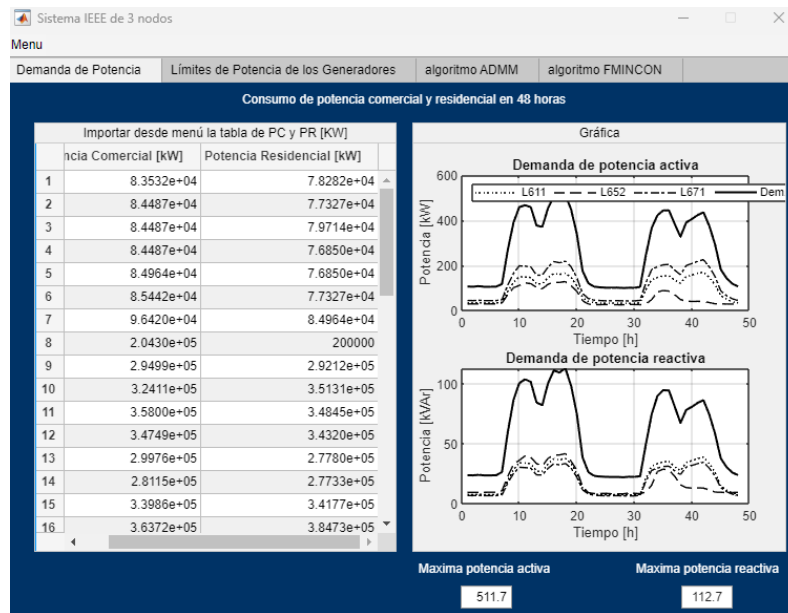 Sistema IEEE de 3 nodos
Menu
Demanda de Potencia
Límites de Potencia de los Generadores
algoritmo ADMM
algoritmo FMINCON
Consumo de potencia comercial y residencial en 48 horas
Importar desde menú la tabla de PC y PR [KW]
ncia Comercial [kW] Potencia Residencial [kW]
1 8.3532e+04 7.8282e+04
2 8.4487e+04 7.7327e+04
3 8.4487e+04 7.9714e+04
4 8.4487e+04 7.6850e+04
5 8.4964e+04 7.6850e+04
6 8.5442e+04 7.7327e+04
7 9.6420e+04 8.4964e+04
8 2.0430e+05 200000
9 2.9499e+05 2.9212e+05
10 3.2411e+05 3.5131e+05
11 3.5800e+05 3.4845e+05
12 3.4749e+05 3.4320e+05
13 2.9976e+05 2.7780e+05
14 2.8115e+05 2.7733e+05
15 3.3986e+05 3.4177e+05
16 3.6372e+05 3.8473e+05
Gráfica
Demanda de potencia activa
L611 L652 L671 Dem
Potencia [kW]
600
400
200
0
0 10 20 30 40 50
Tiempo [h]
Demanda de potencia reactiva
Potencia [kVAr]
100
50
0
0 10 20 30 40 50
Tiempo [h]
Maxima potencia activa
511.7
Maxima potencia reactiva
112.7